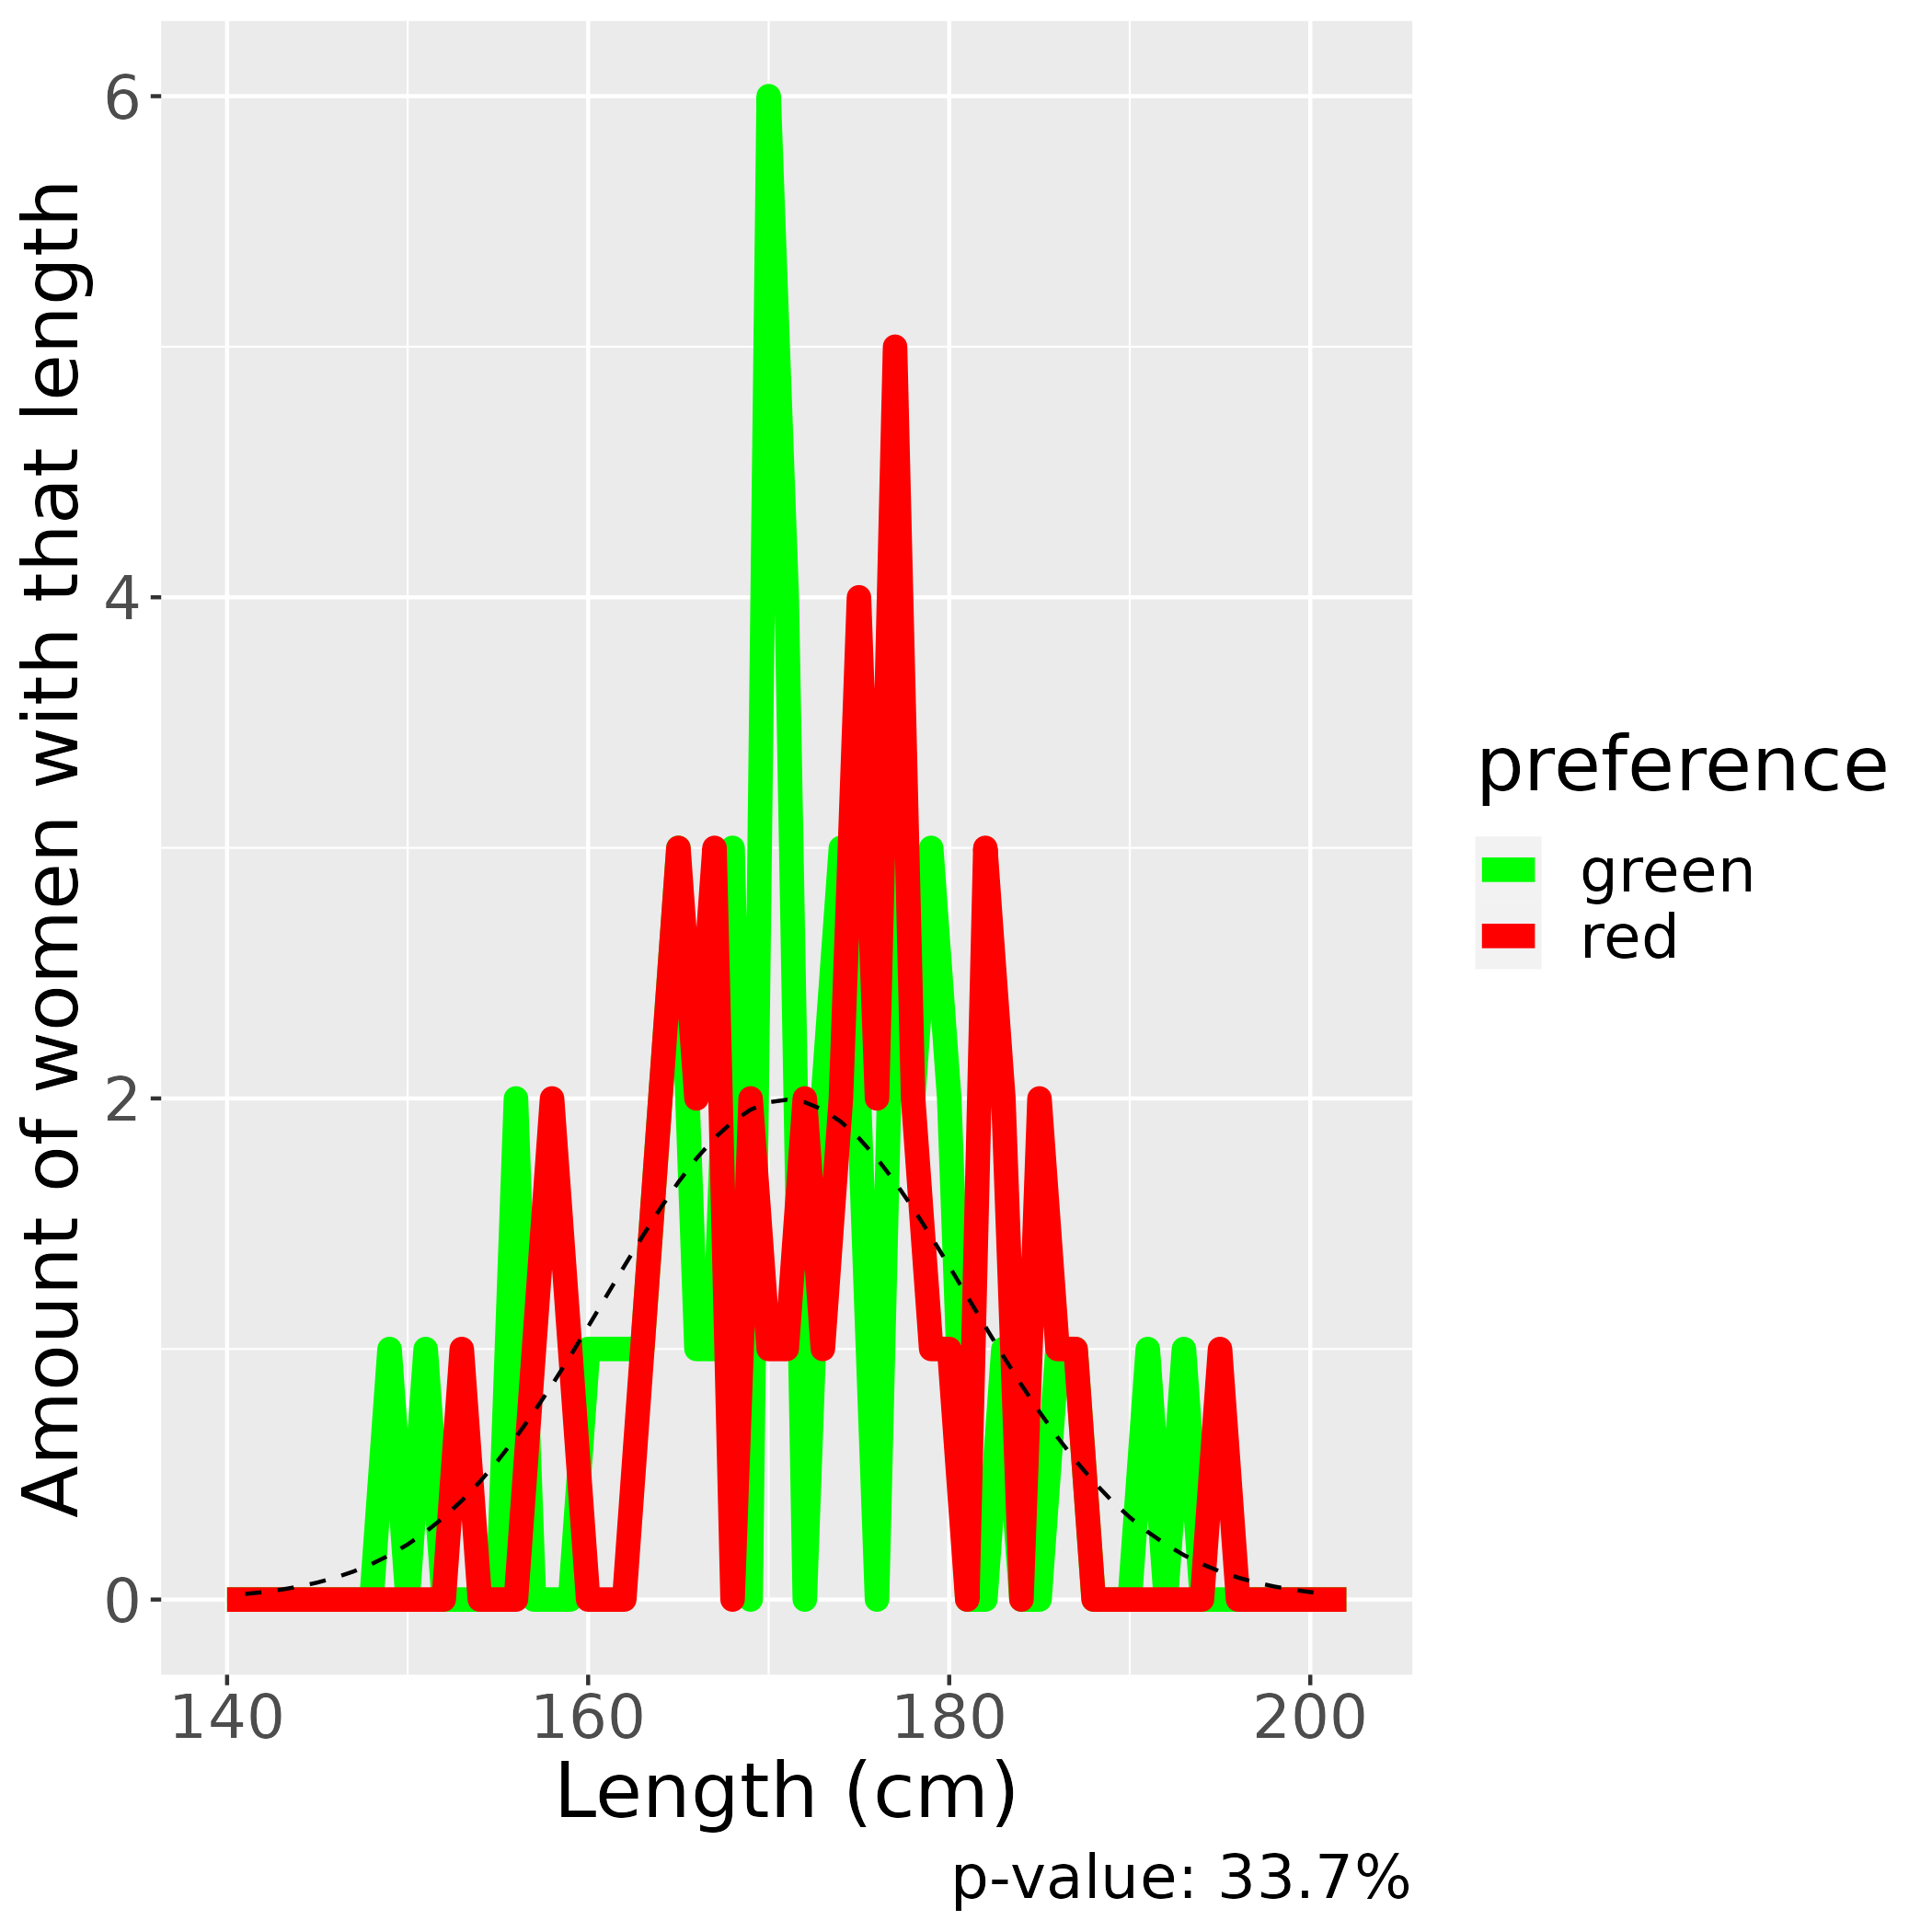 Amount of women with that length
6
4
2
0
140 160 180 200
Length (cm)
p-value: 33.7%
preference
green
red